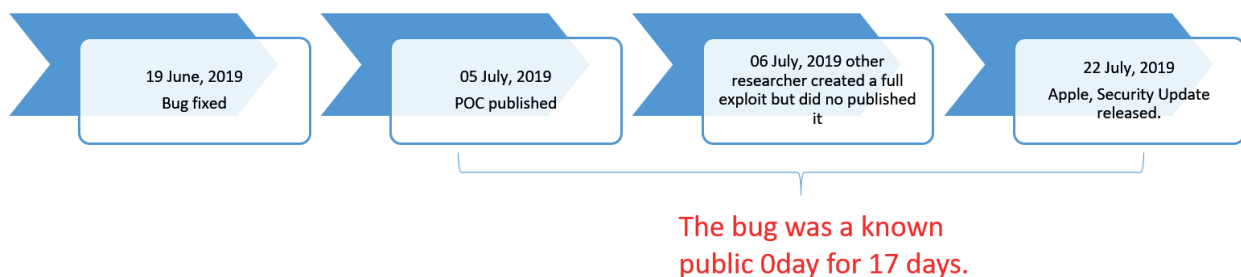 19 June, 2019
Bug fixed
05 July, 2019
POC published
06 July, 2019 other
researcher created a full
exploit but did no published
it
22 July, 2019
Apple, Security Update
released.
The bug was a known
public 0day for 17 days.